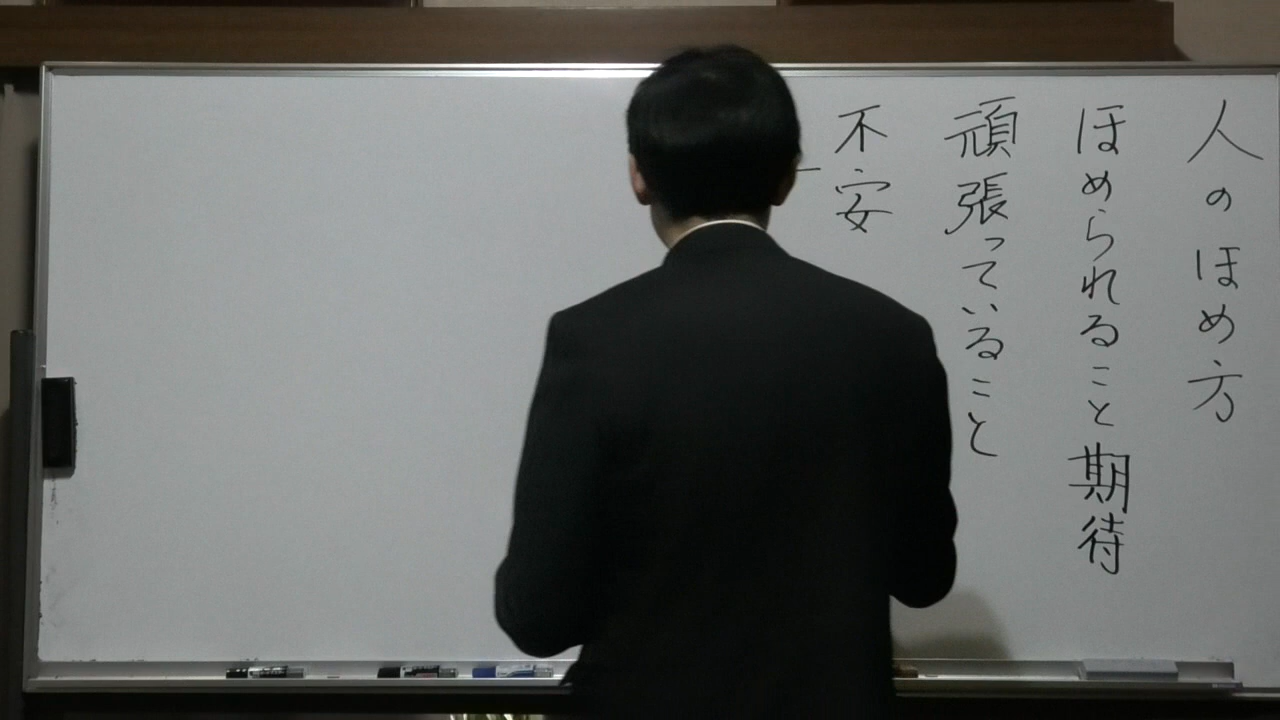 人のほめ方
ほめられること期待
頑張っていること
不安